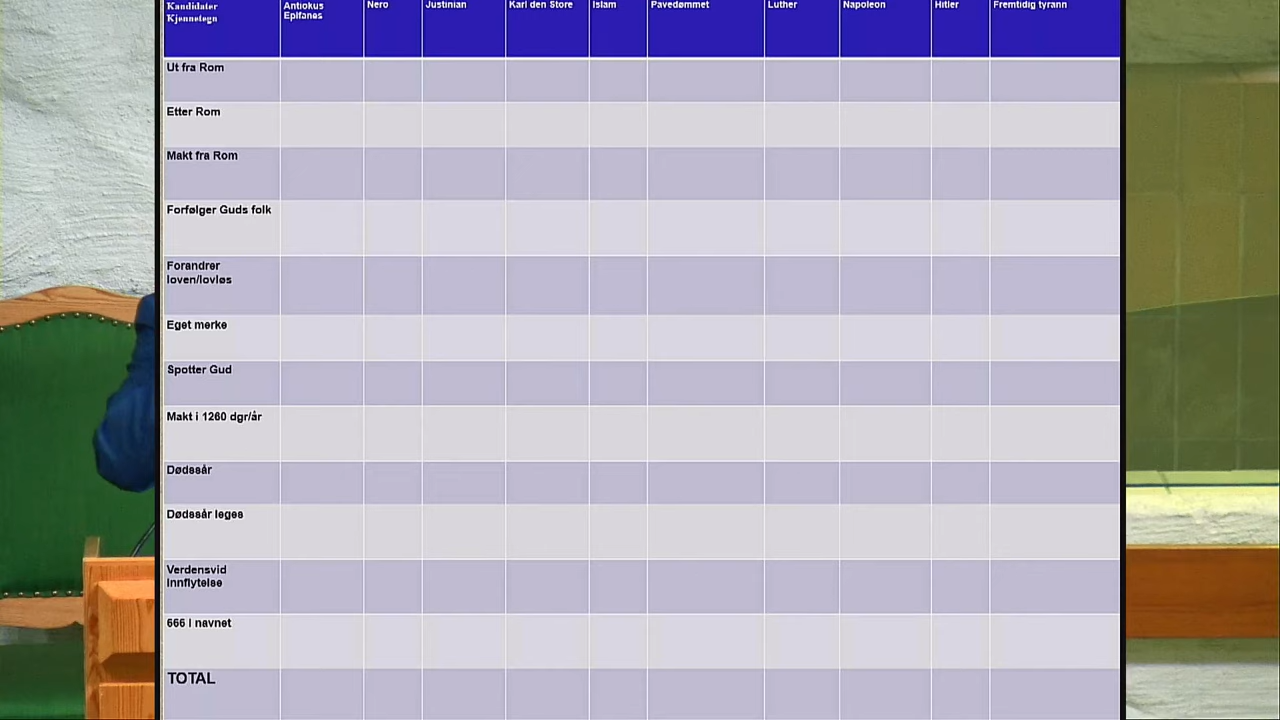 Kandidater
Kjennetegn
Antiokus
Epifanes
Nero
Justinian
Karl den Store
Islam
Pavedømmet
Luther
Napoleon
Hitler
Fremtidig tyrann
Ut fra Rom
Etter Rom
Makt fra Rom
Forfølger Guds folk
Forandrer
loven/lovløs
Eget merke
Spotter Gud
Makt i 1260 dgr/år
Dødssår
Dødssår leges
Verdensvid
Innflytelse
666 i navnet
TOTAL